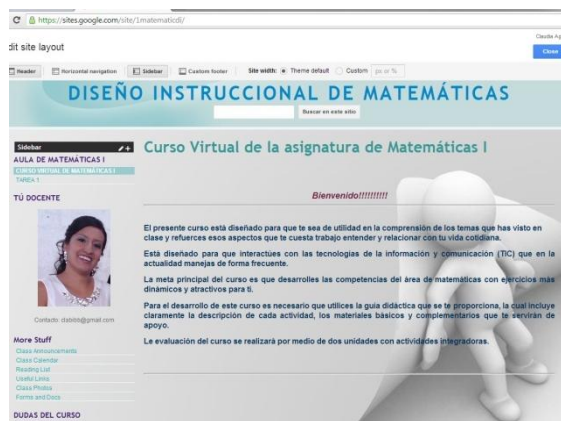 https://sites.google.com/site/1matematicdi/
dit site layout
Close
Header Horizontal navigation Sidebar Custom footer Site width: Theme default Custom px or %
DISEÑO INSTRUCCIONAL DE MATEMÁTICAS
Buscar en este sitio
Sidebar
AULA DE MATEMÁTICAS I
CURSO VIRTUAL DE MATEMÁTICAS I
TAREA 1
TÚ DOCENTE
Contacto:
More Stuff
Class Announcements
Class Calendar
Reading List
Useful Links
Class Photos
Forms and Docs
DUDAS DEL CURSO
Curso Virtual de la asignatura de Matemáticas I
Bienvenido!!!!!!!!!!
El presente curso está diseñado para que te sea de utilidad en la comprensión de los temas que has visto en
clase y refuerces esos aspectos que te cuesta trabajo entender y relacionar con tu vida cotidiana.
Está diseñado para que interactúes con las tecnologías de la información y comunicación (TIC) que en la
actualidad manejas de forma frecuente.
La meta principal del curso es que desarrolles las competencias del área de matemáticas con ejercicios más
dinámicos y atractivos para ti.
Para el desarrollo de este curso es necesario que utilices la guía didáctica que se te proporciona, la cual incluye
claramente la descripción de cada actividad, los materiales básicos y complementarios que te servirán de
apoyo.
Le evaluación del curso se realizará por medio de dos unidades con actividades integradoras.